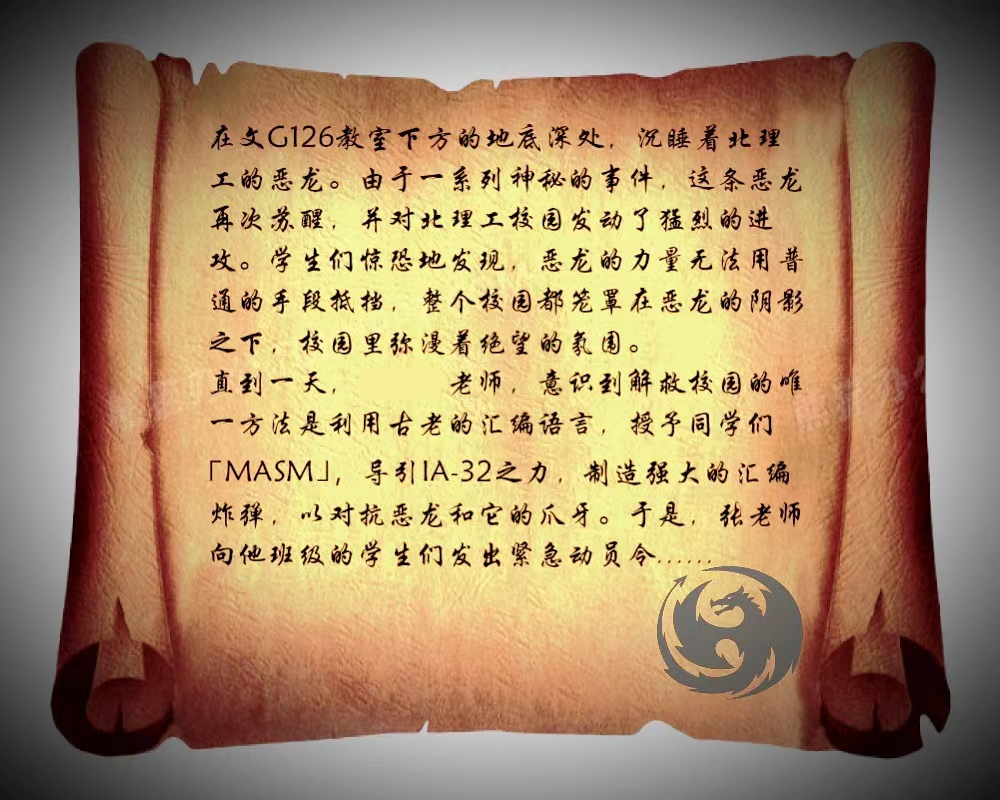 在文G126教室下方的地底深处，沉睡着北理
工的恶龙。由于一系列神秘的事件，这条恶龙
再次苏醒，并对北理工校园发动了猛烈的进
攻。学生们惊恐地发现，恶龙的力量无法用普
通的手段抵挡，整个校园都笼罩在恶龙的阴影
之下，校园里弥漫着绝望的氛围。
直到一天，老师，意识到解救校园的唯
一方法是利用古老的汇编语言，授予同学们
「MASM」，导引IA-32之力，制造强大的汇编
炸弹，以对抗恶龙和它的爪牙。于是，张老师
向他班级的学生们发出紧急动员令......